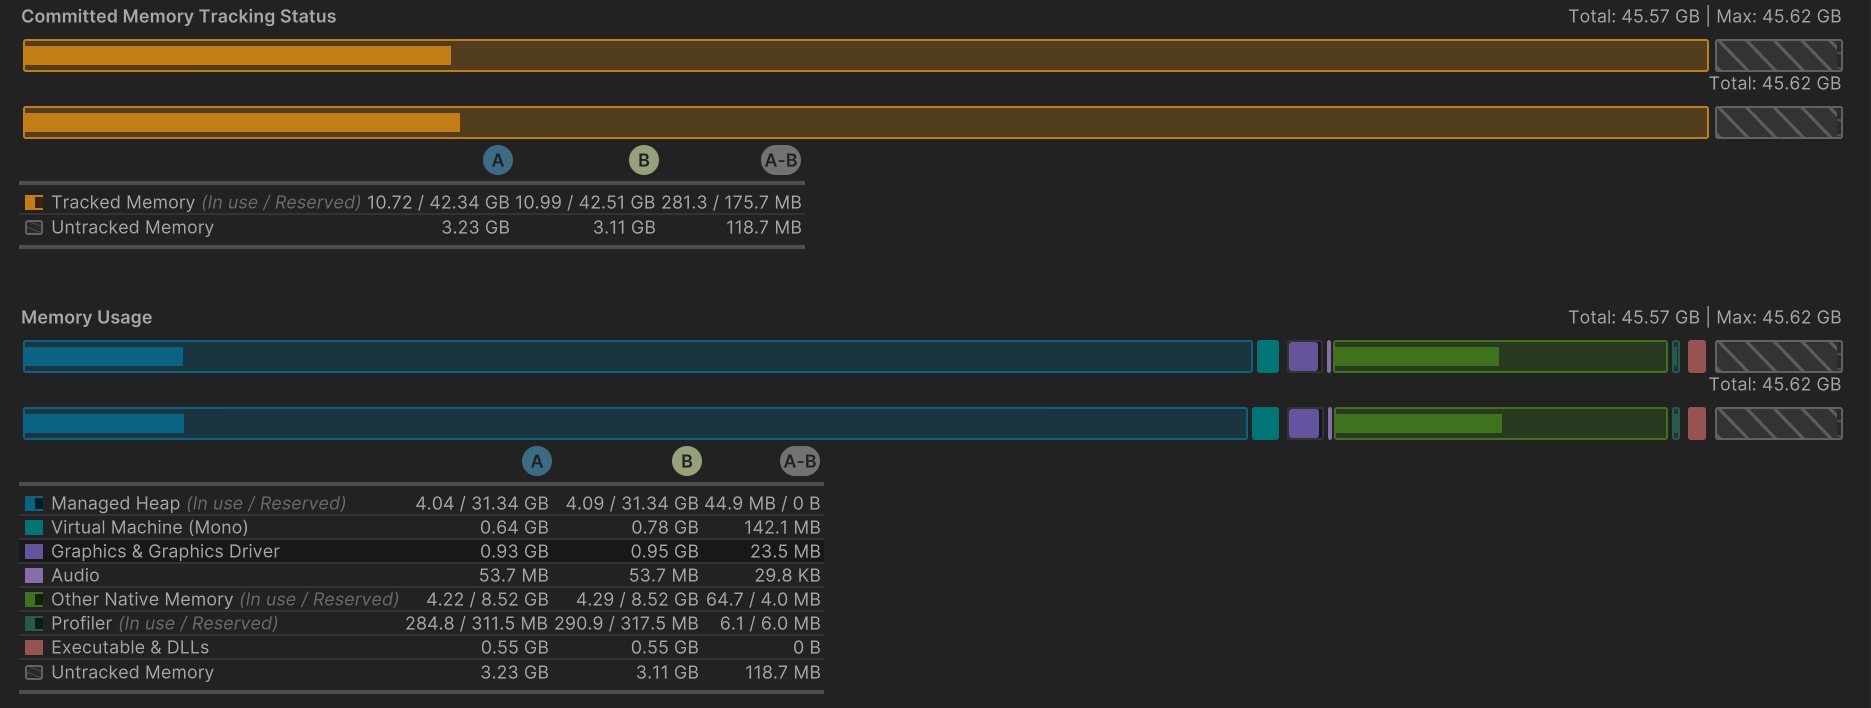 Committed Memory Tracking Status Total: 45.57 GB | Max: 45.62 GB
Total: 45.62 GB
A B A-B
Tracked Memory (In use / Reserved) 10.72 / 42.34 GB 10.99 / 42.51 GB 281.3 / 175.7 MB
Untracked Memory 3.23 GB 3.11 GB 118.7 MB
Memory Usage Total: 45.57 GB | Max: 45.62 GB
Total: 45.62 GB
A B A-B
Managed Heap (In use / Reserved) 4.04 / 31.34 GB 4.09 / 31.34 GB 44.9 MB / 0 B
Virtual Machine (Mono) 0.64 GB 0.78 GB 142.1 MB
Graphics & Graphics Driver 0.93 GB 0.95 GB 23.5 MB
Audio 53.7 MB 53.7 MB 29.8 KB
Other Native Memory (In use / Reserved) 4.22 / 8.52 GB 4.29 / 8.52 GB 64.7 / 4.0 MB
Profiler (In use / Reserved) 284.8 / 311.5 MB 290.9 / 317.5 MB 6.1 / 6.0 MB
Executable & DLLs 0.55 GB 0.55 GB 0 B
Untracked Memory 3.23 GB 3.11 GB 118.7 MB